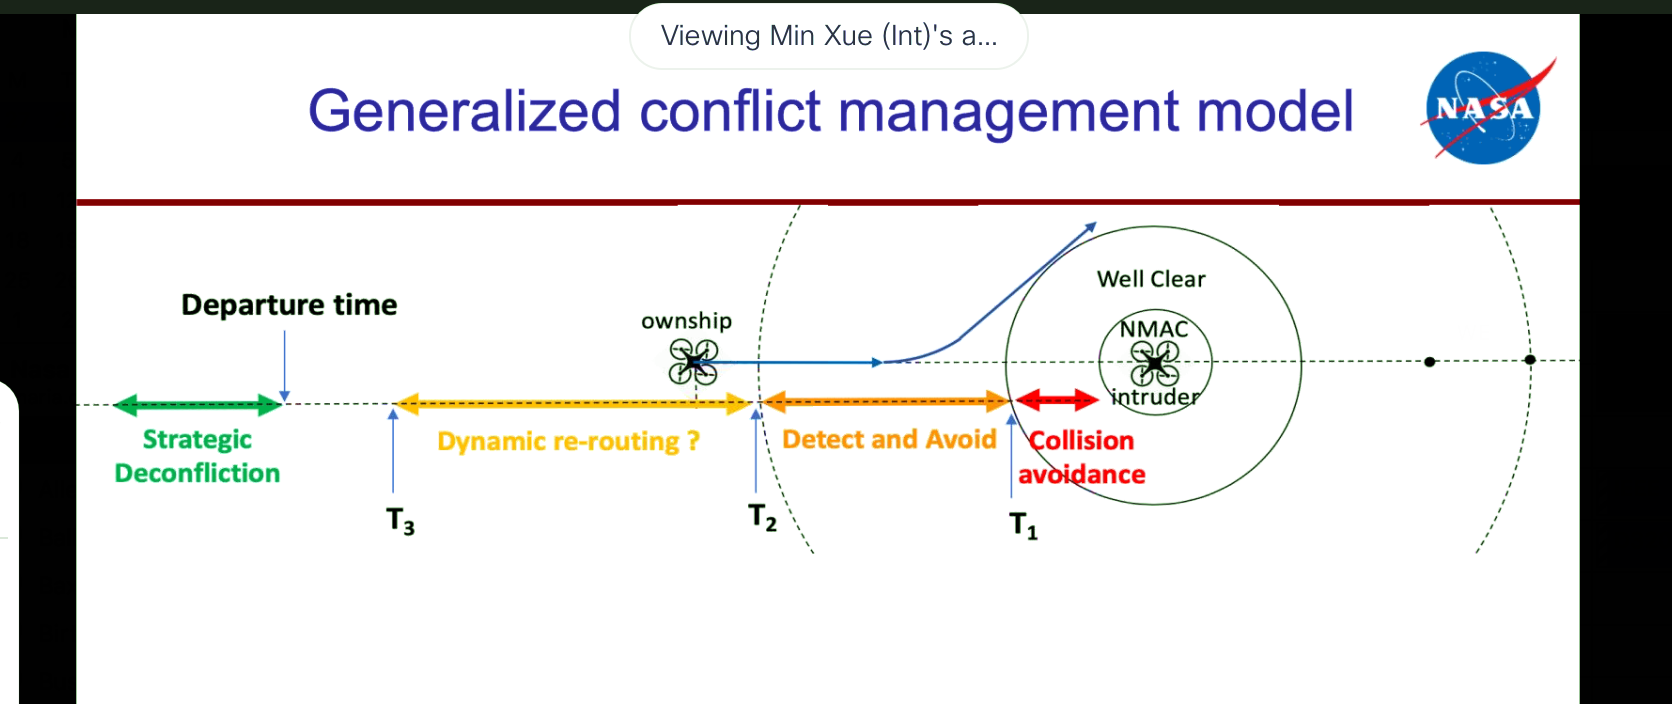 Viewing Min Xue (Int)'s a...
Generalized conflict management model
NASA
Well Clear
Departure time
ownship
NMAC
intruder
Strategic
Deconfliction
Dynamic re-routing ?
Detect and Avoid
Collision
avoidance
T₃
T₂
T₁